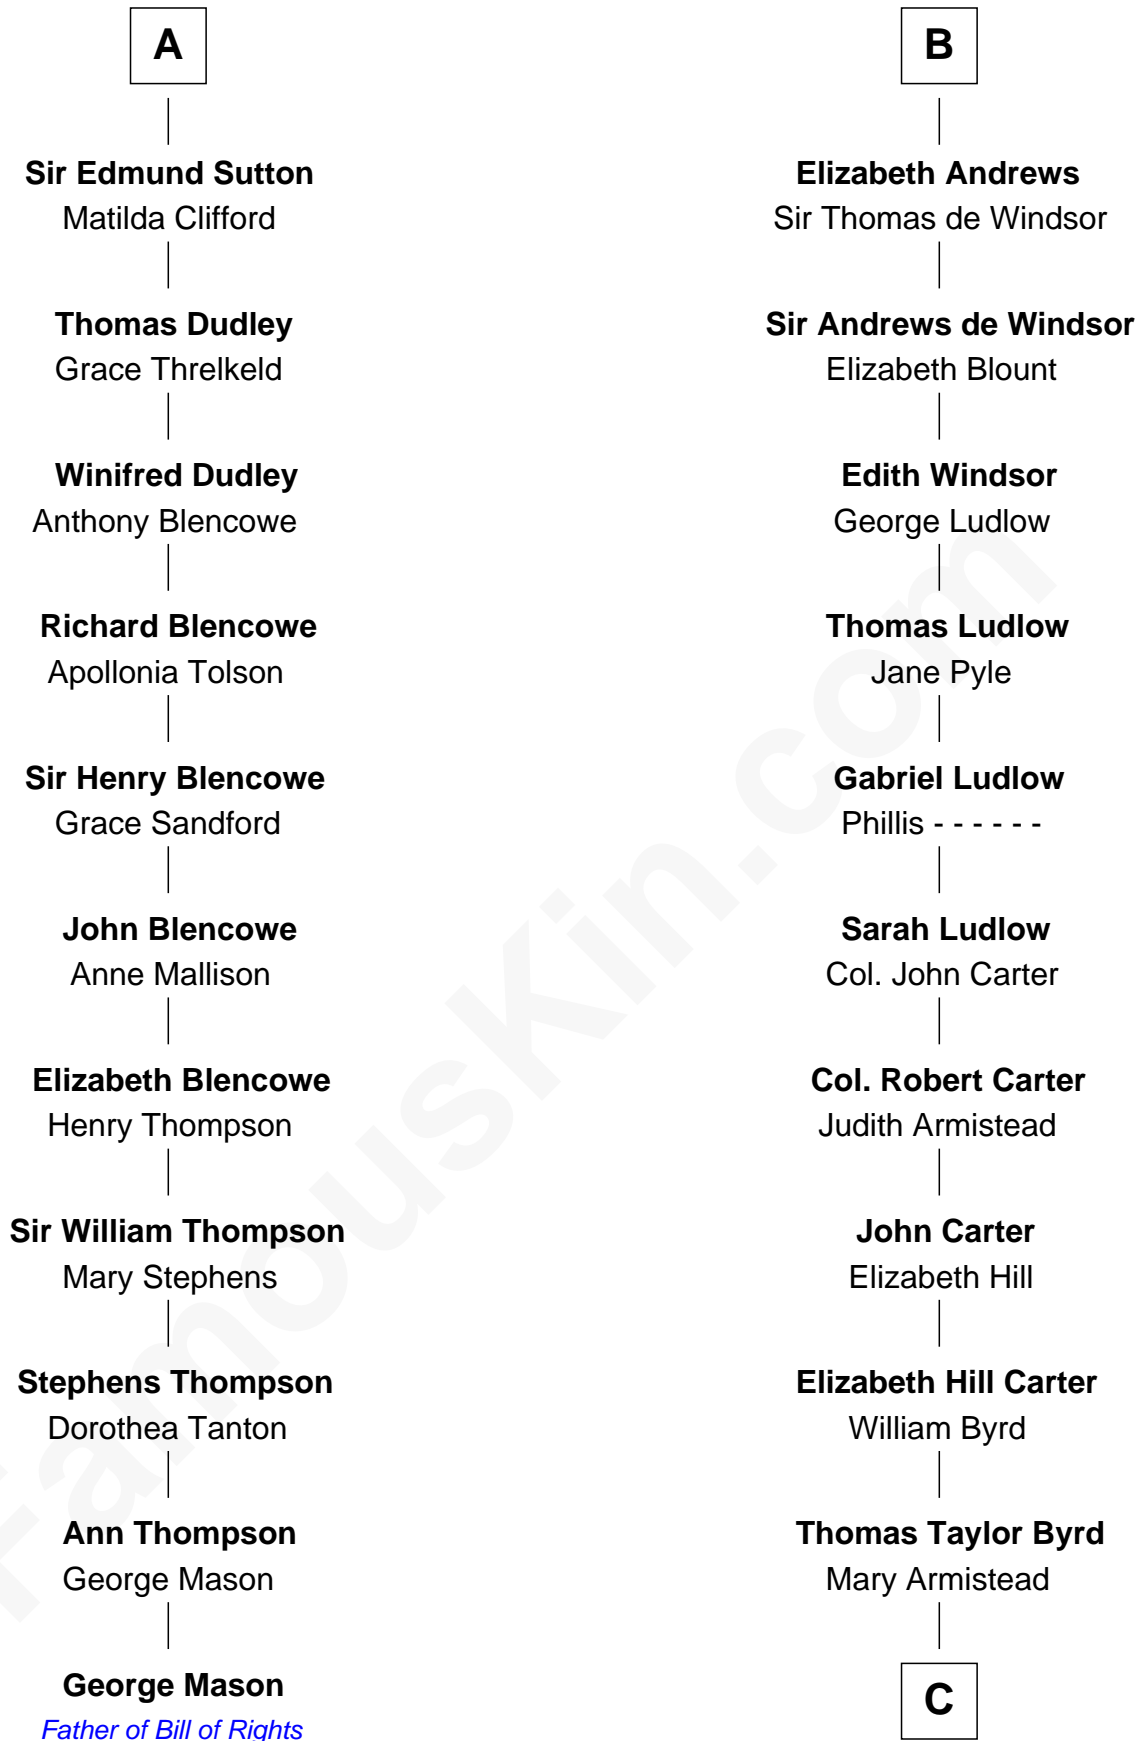 A
Sir Edmund Sutton
Matilda Clifford
Thomas Dudley
Grace Threlkeld
Winifred Dudley
Anthony Blencowe
Richard Blencowe
Apollonia Tolson
Sir Henry Blencowe
Grace Sandford
John Blencowe
Anne Mallison
Elizabeth Blencowe
Henry Thompson
Sir William Thompson
Mary Stephens
Stephens Thompson
Dorothea Tanton
Ann Thompson
George Mason
George Mason
Father of Bill of Rights
B
Elizabeth Andrews
Sir Thomas de Windsor
Sir Andrews de Windsor
Elizabeth Blount
Edith Windsor
George Ludlow
Thomas Ludlow
Jane Pyle
Gabriel Ludlow
Phillis - - - - - -
Sarah Ludlow
Col. John Carter
Col. Robert Carter
Judith Armistead
John Carter
Elizabeth Hill
Elizabeth Hill Carter
William Byrd
Thomas Taylor Byrd
Mary Armistead
C
FamousKin.com